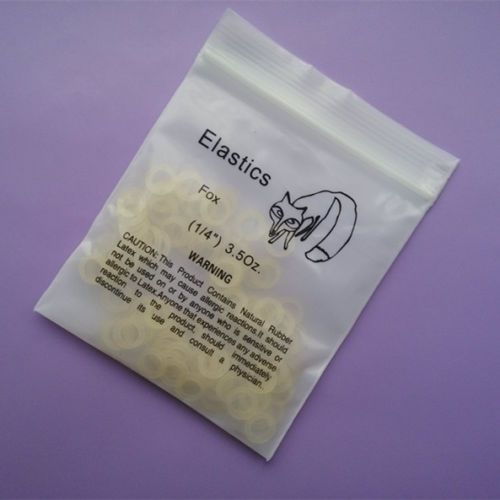 Elastics
Fox
(1/4") 3.5Oz.
WARNING
CAUTION: This Product Contains Natural Rubber
Latex which may cause allergic reactions.It should
not be used on or by anyone who is sensitive or
allergic to Latex.Anyone that experiences any adverse
reaction to the product, should immediately
discontinue its use and consult a physician.